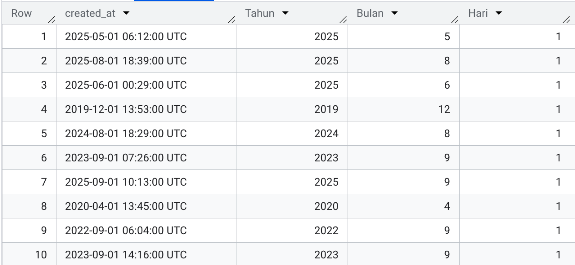 Row created_at Tahun Bulan Hari
1 2025-05-01 06:12:00 UTC 2025 5 1
2 2025-08-01 18:39:00 UTC 2025 8 1
3 2025-06-01 00:29:00 UTC 2025 6 1
4 2019-12-01 13:53:00 UTC 2019 12 1
5 2024-08-01 18:29:00 UTC 2024 8 1
6 2023-09-01 07:26:00 UTC 2023 9 1
7 2025-09-01 10:13:00 UTC 2025 9 1
8 2020-04-01 13:45:00 UTC 2020 4 1
9 2022-09-01 06:04:00 UTC 2022 9 1
10 2023-09-01 14:16:00 UTC 2023 9 1